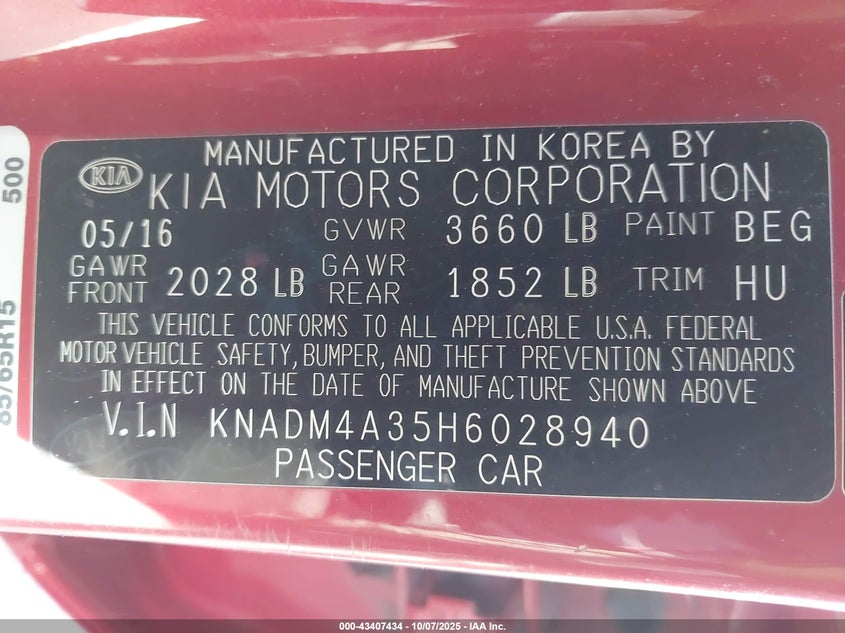 MANUFACTURED IN KOREA BY
KIA KIA MOTORS CORPORATION
05/16 GVWR 3660 LB PAINT BEG
GAWR FRONT 2028 LB GAWR REAR 1852 LB TRIM HU
THIS VEHICLE CONFORMS TO ALL APPLICABLE U.S.A. FEDERAL
MOTOR VEHICLE SAFETY, BUMPER, AND THEFT PREVENTION STANDARDS
IN EFFECT ON THE DATE OF MANUFACTURE SHOWN ABOVE
V.I.N KNADM4A35H6028940
PASSENGER CAR
500
85/65R15
000-43407434 | 10/07/2025 | IAA Inc.